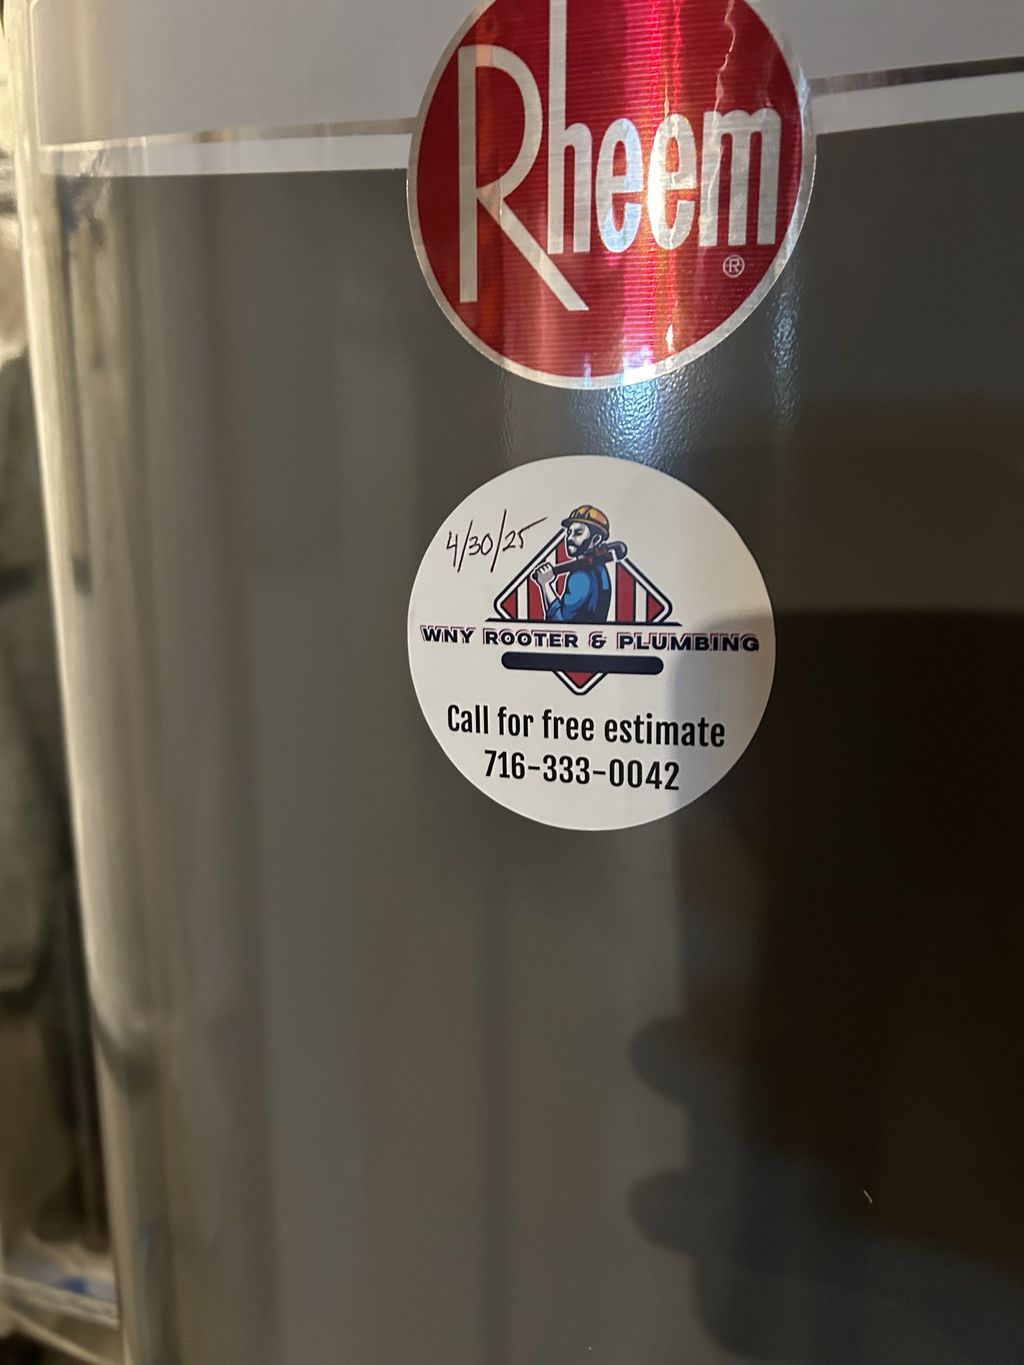 Rheem
®
4/30/25
WNY ROOTER & PLUMBING
Call for free estimate
716-333-0042